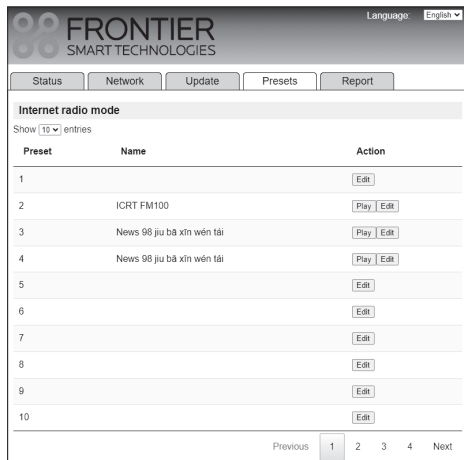 FRONTIER
SMART TECHNOLOGIES
Language: English
Status Network Update Presets Report
Internet radio mode
Show 10 entries
Preset Name Action
1 Edit
2 ICRT FM100 Play Edit
3 News 98 jiu bā xīn wén tái Play Edit
4 News 98 jiu bā xīn wén tái Play Edit
5 Edit
6 Edit
7 Edit
8 Edit
9 Edit
10 Edit
Previous 1 2 3 4 Next